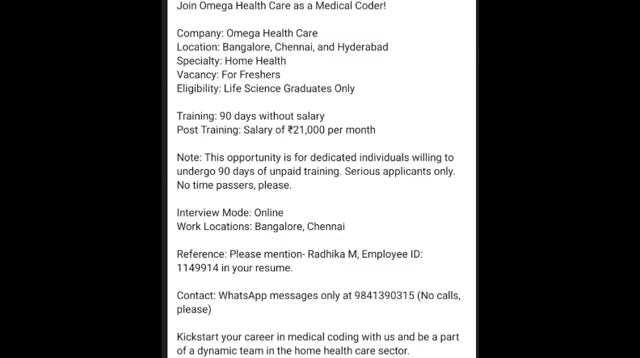 Join Omega Health Care as a Medical Coder!
Company: Omega Health Care
Location: Bangalore, Chennai, and Hyderabad
Specialty: Home Health
Vacancy: For Freshers
Eligibility: Life Science Graduates Only
Training: 90 days without salary
Post Training: Salary of ₹21,000 per month
Note: This opportunity is for dedicated individuals willing to
undergo 90 days of unpaid training. Serious applicants only.
No time passers, please.
Interview Mode: Online
Work Locations: Bangalore, Chennai
Reference: Please mention- Radhika M, Employee ID:
1149914 in your resume.
Contact: WhatsApp messages only at 9841390315 (No calls,
please)
Kickstart your career in medical coding with us and be a part
of a dynamic team in the home health care sector.